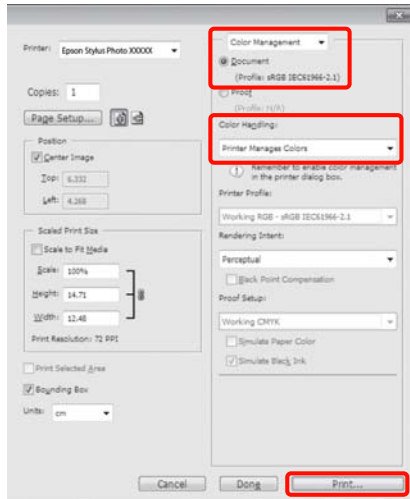 Printer: Epson Stylus Photo XXXXX
Copies: 1
Page Setup...
Position
Center Image
Top: 6.332
Left: 4.268
Scaled Print Size
Scale to Fit Media
Scale: 100%
Height: 14.71
Width: 12.48
Print Resolution: 72 PPI
Print Selected Area
Bounding Box
Units: cm
Color Management
Document
(Profile: sRGB IEC61966-2.1)
Proof
(Profile: N/A)
Color Handling:
Printer Manages Colors
Remember to enable color management
in the printer dialog box.
Printer Profile:
Working RGB - sRGB IEC61966-2.1
Rendering Intent:
Perceptual
Black Point Compensation
Proof Setup:
Working CMYK
Simulate Paper Color
Simulate Black Ink
Cancel
Done
Print...